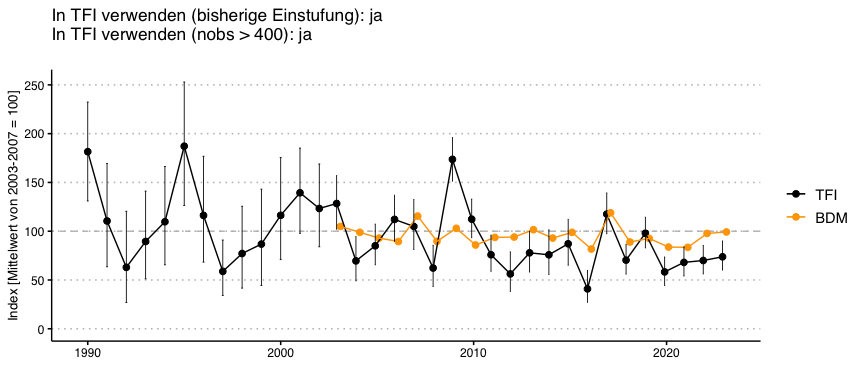 In TFI verwenden (bisherige Einstufung): ja
In TFI verwenden (nobs > 400): ja
Index [Mittelwert von 2003-2007 = 100]
250
200
150
100
50
0
1990
2000
2010
2020
TFI
BDM